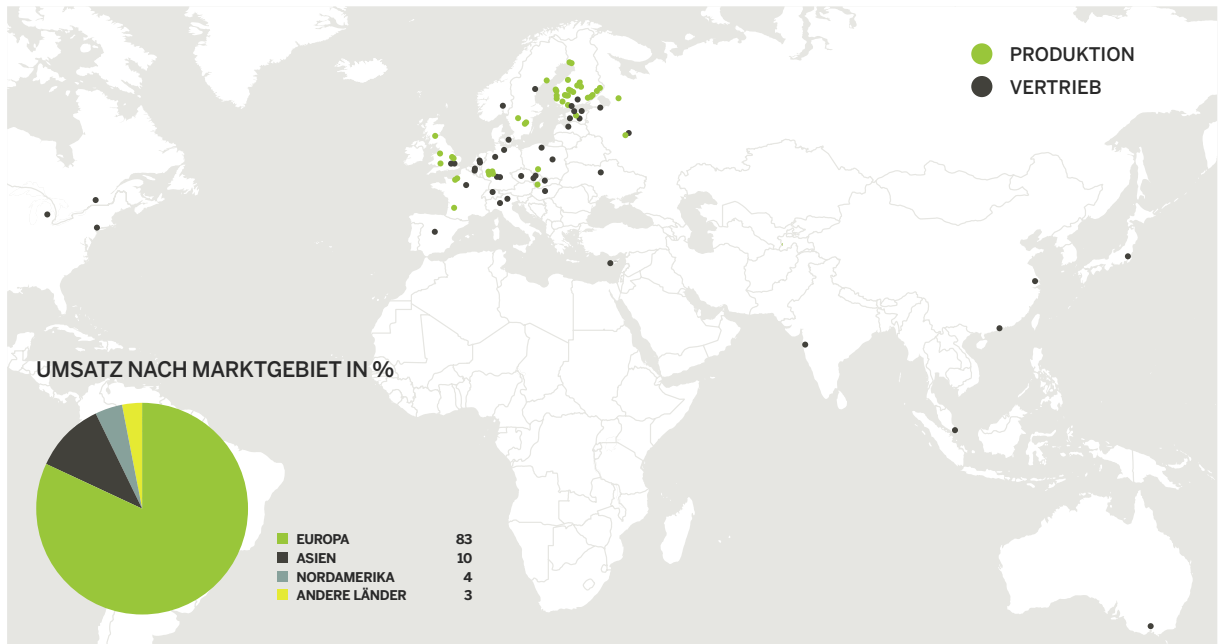 PRODUKTION
VERTRIEB
UMSATZ NACH MARKTGEBIET IN %
EUROPA 83
ASIEN 10
NORDAMERIKA 4
ANDERE LÄNDER 3